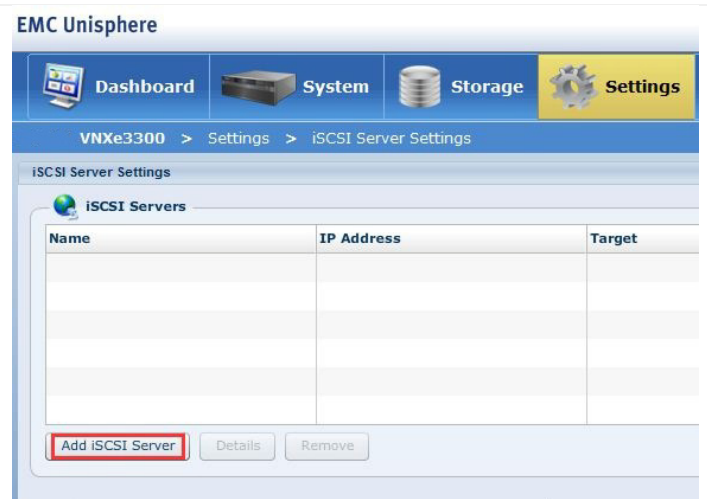 EMC Unisphere
Dashboard System Storage Settings
VNXe3300 > Settings > iSCSI Server Settings
iSCSI Server Settings
iSCSI Servers
Name IP Address Target
Add iSCSI Server Details Remove